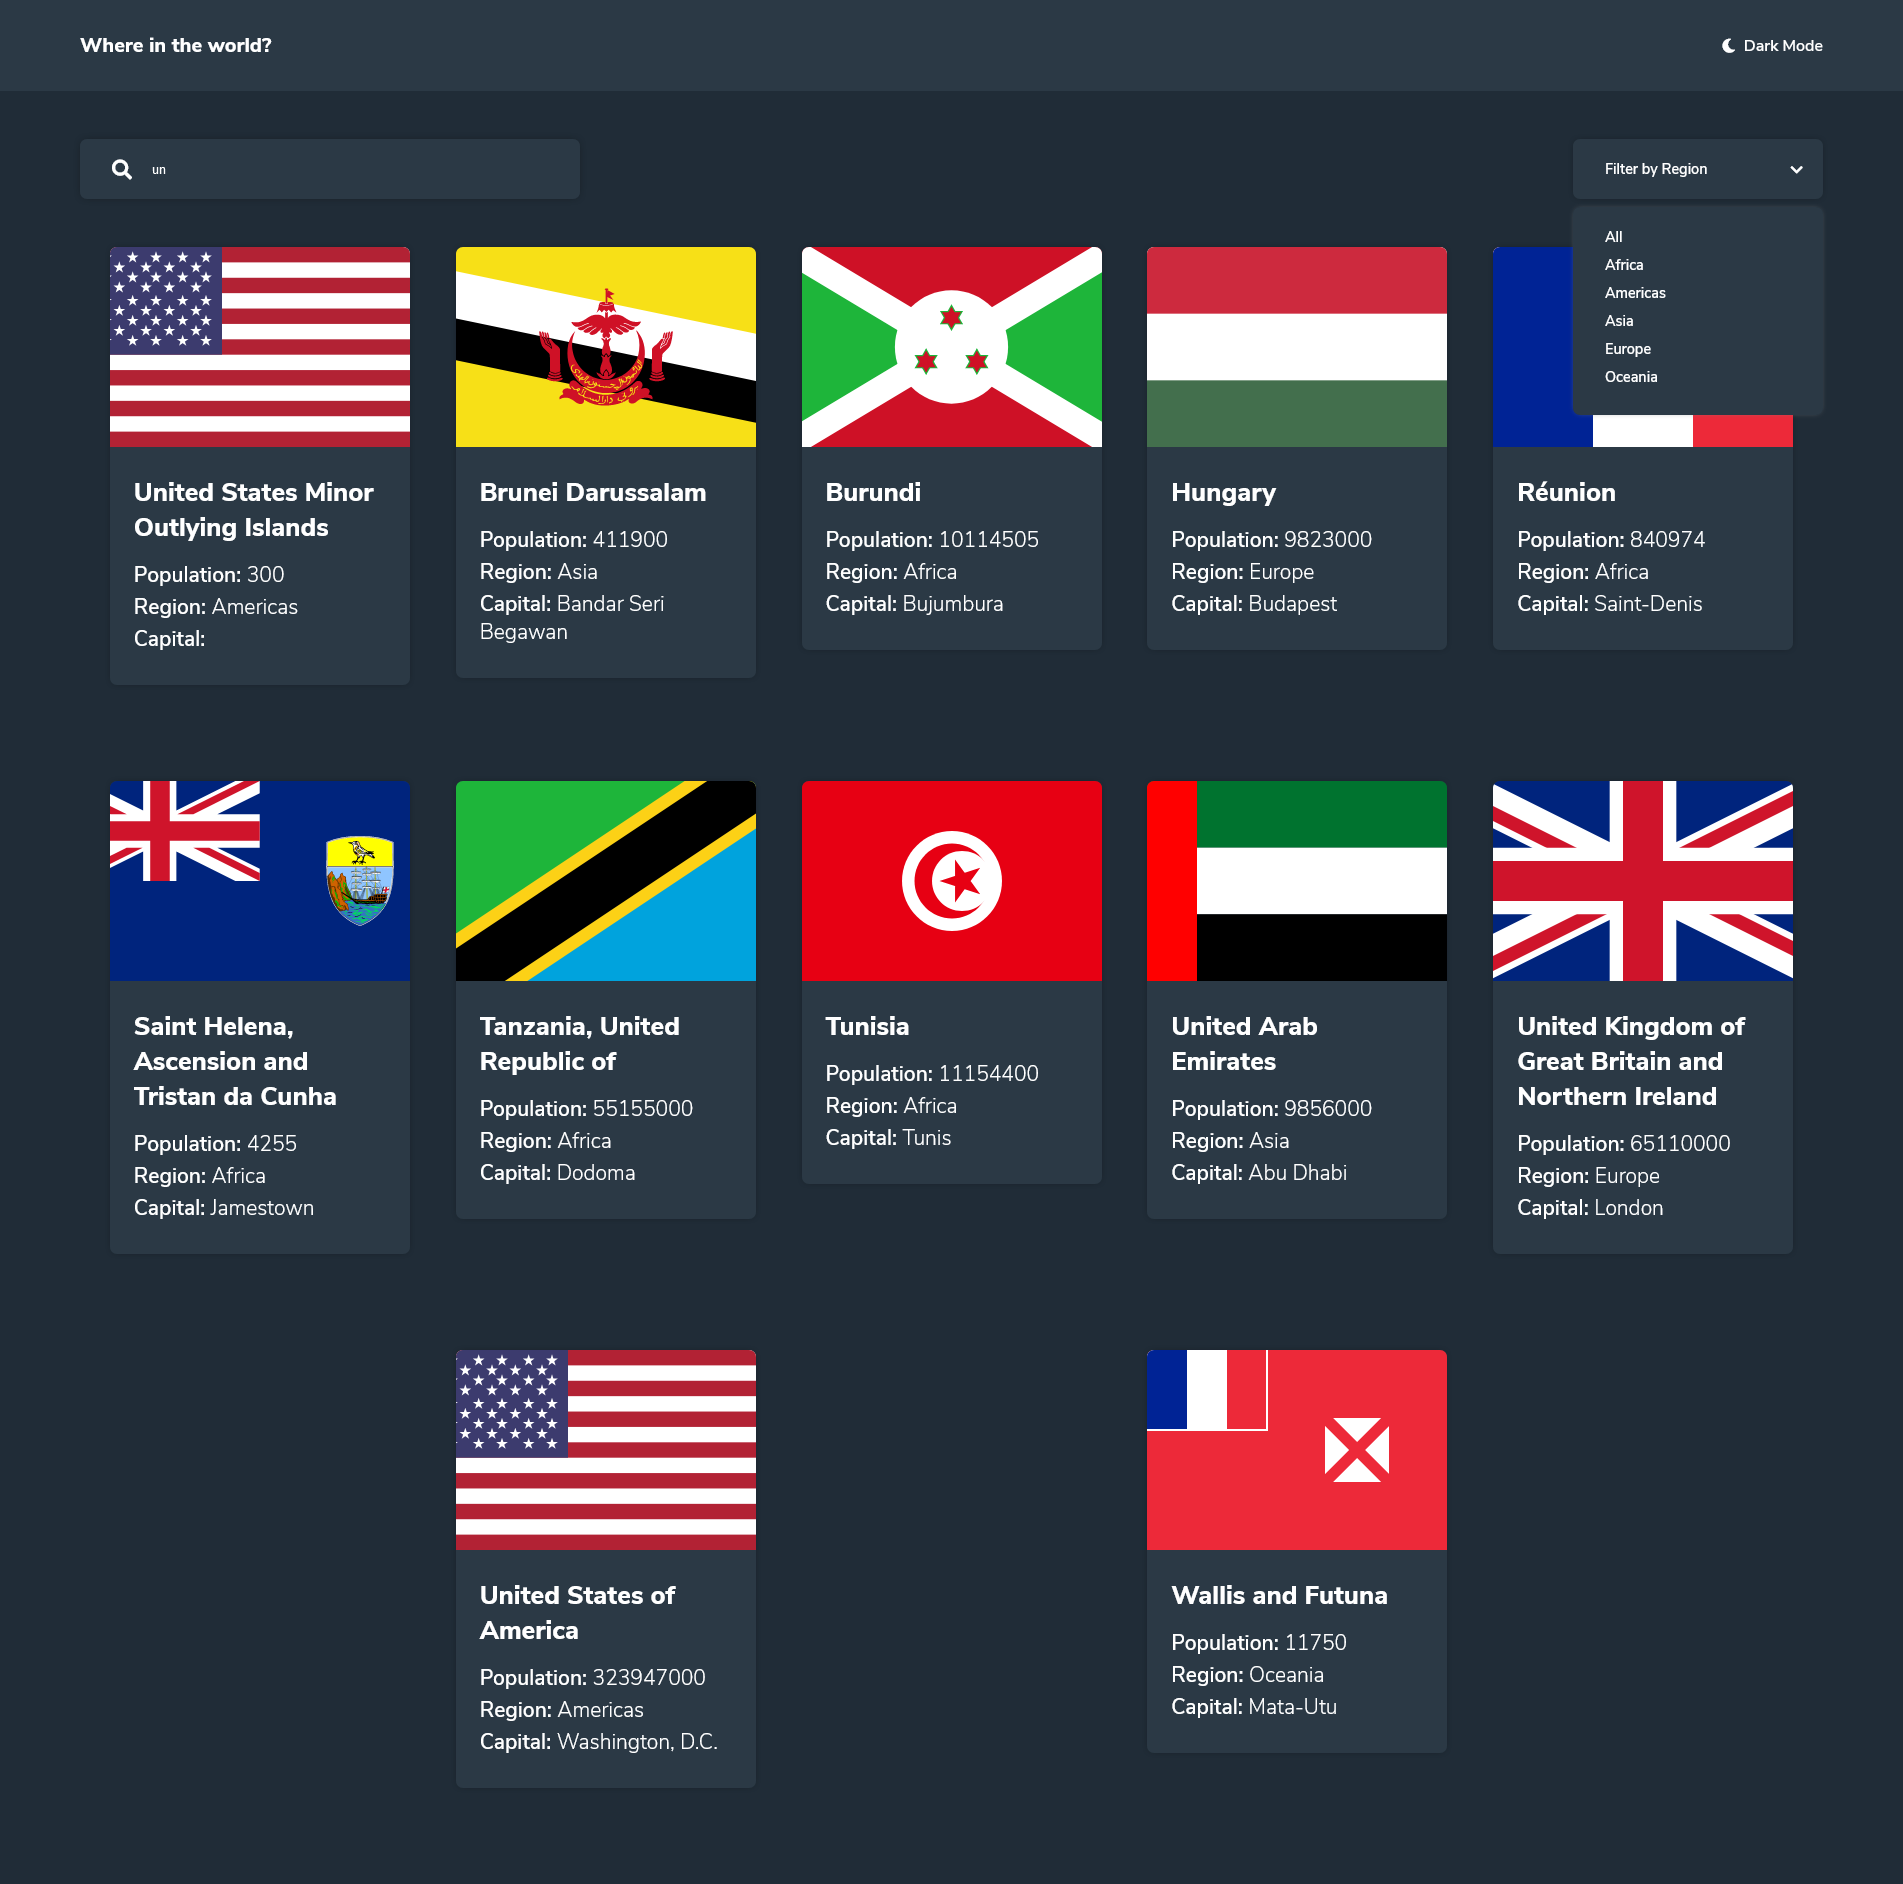 Where in the world?
Dark Mode
un
Filter by Region
All
Africa
Americas
Asia
Europe
Oceania
United States Minor
Outlying Islands
Population: 300
Region: Americas
Capital:
Brunei Darussalam
Population: 411900
Region: Asia
Capital: Bandar Seri
Begawan
Burundi
Population: 10114505
Region: Africa
Capital: Bujumbura
Hungary
Population: 9823000
Region: Europe
Capital: Budapest
Réunion
Population: 840974
Region: Africa
Capital: Saint-Denis
Saint Helena,
Ascension and
Tristan da Cunha
Population: 4255
Region: Africa
Capital: Jamestown
Tanzania, United
Republic of
Population: 55155000
Region: Africa
Capital: Dodoma
Tunisia
Population: 11154400
Region: Africa
Capital: Tunis
United Arab
Emirates
Population: 9856000
Region: Asia
Capital: Abu Dhabi
United Kingdom of
Great Britain and
Northern Ireland
Population: 65110000
Region: Europe
Capital: London
United States of
America
Population: 323947000
Region: Americas
Capital: Washington, D.C.
Wallis and Futuna
Population: 11750
Region: Oceania
Capital: Mata-Utu